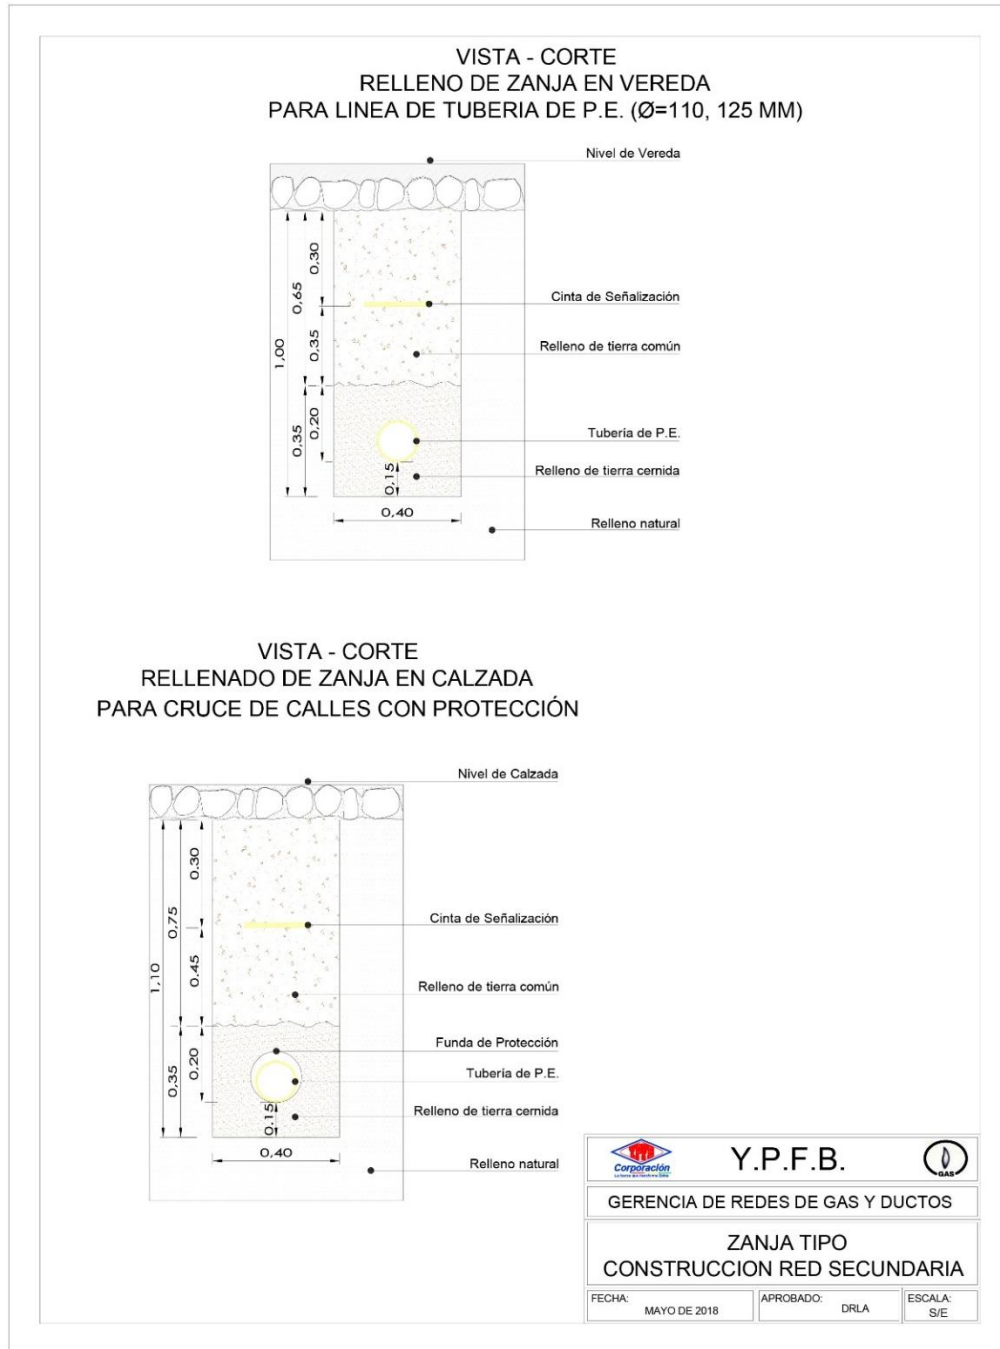 VISTA - CORTE
RELLENO DE ZANJA EN VEREDA
PARA LINEA DE TUBERIA DE P.E. (Ø=110, 125 MM)
Nivel de Vereda
0,30
0,65
Cinta de Señalización
0,35
1,00
Relleno de tierra común
0,20
0,35
Tubería de P.E.
0,15
Relleno de tierra cernida
0,40
Relleno natural
VISTA - CORTE
RELLENADO DE ZANJA EN CALZADA
PARA CRUCE DE CALLES CON PROTECCIÓN
Nivel de Calzada
0.30
0,75
Cinta de Señalización
0.45
1,10
Relleno de tierra común
Funda de Protección
0,20
0,35
Tubería de P.E.
0.15
Relleno de tierra cernida
0,40
Relleno natural
Corporación
Y.P.F.B.
GAS
GERENCIA DE REDES DE GAS Y DUCTOS
ZANJA TIPO
CONSTRUCCION RED SECUNDARIA
FECHA:
MAYO DE 2018
APROBADO:
DRLA
ESCALA:
S/E